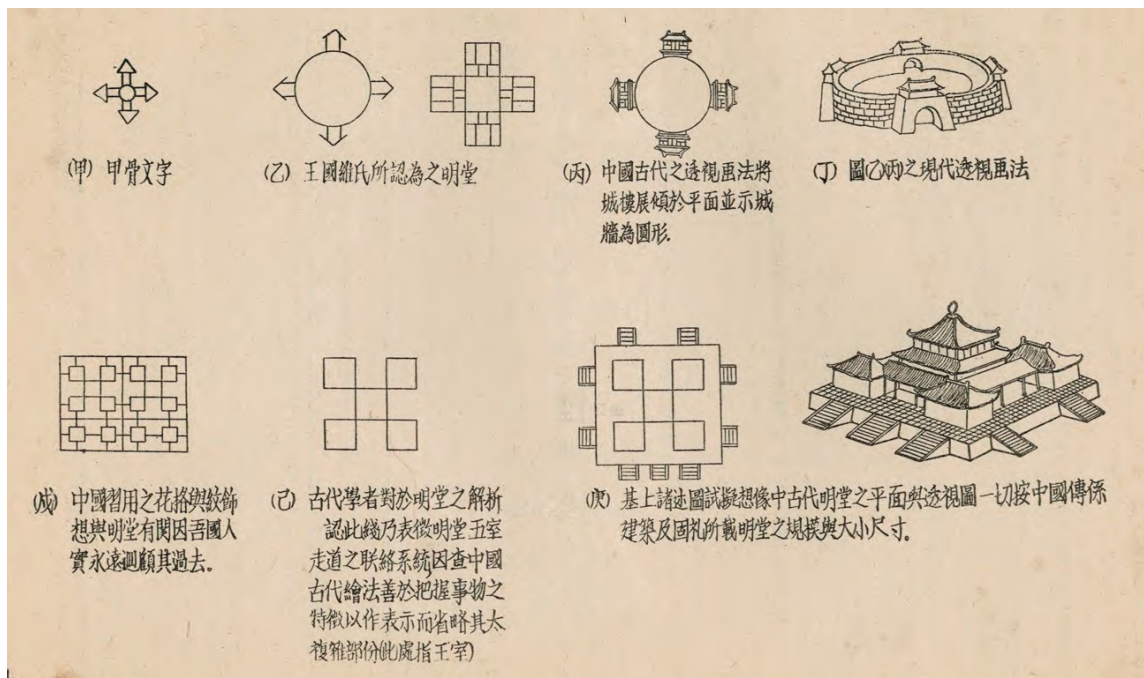 (甲) 甲骨文字
(乙) 王國維氏所認為之明堂
(丙) 中國古代之透視畫法將
城樓展傾於平面並示城
牆為圓形.
(丁) 圖(乙)(丙)之現代透視畫法
(戊) 中國習用之花格與紋飾
想與明堂有関因吾國人
實永遠迴顧其過去。
(己) 古代學者對於明堂之解析
認此綫乃表徵明堂五室
走道之联絡系統因查中國
古代繪法善於把握事物之
特徵以作表示而省略其太
複雜部份(此處指王室)
(庚) 基上諸述圖試擬想像中古代明堂之平面與透視圖一切按中國傳係
建築及周礼所載明堂之規模與大小尺寸.